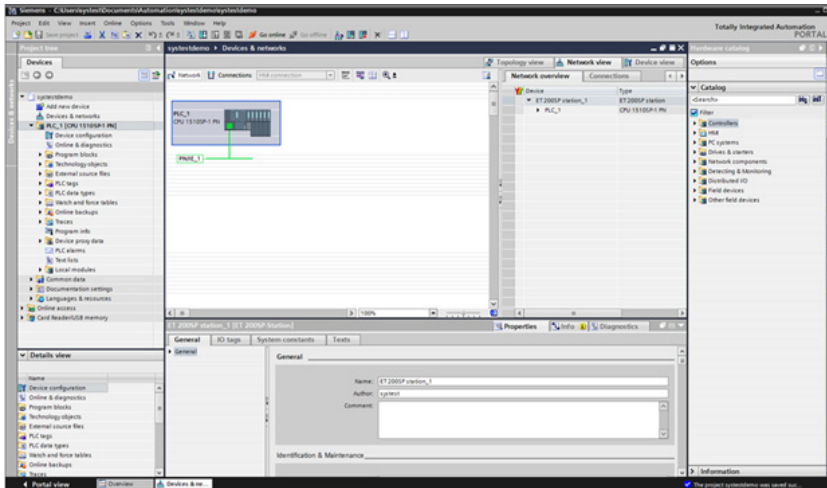 Siemens - C:\Users\systest\Documents\Automation\systestdemo\systestdemo
Project Edit View Insert Online Options Tools Window Help
Totally Integrated Automation
PORTAL
Save project
Go online
Go offline
Project tree
systestdemo > Devices & networks
Hardware catalog
Devices
Topology view
Network view
Device view
Options
Network
Connections
HMI connection
Network overview
Connections
Catalog
<Search>
Filter
Device
Type
ET 200SP station_1
ET 200SP station
PLC_1
CPU 1510SP-1 PN
PLC_1
CPU 1510SP-1 PN
PN/IE_1
systestdemo
Add new device
Devices & networks
PLC_1 [CPU 1510SP-1 PN]
Device configuration
Online & diagnostics
Program blocks
Technology objects
External source files
PLC tags
PLC data types
Watch and force tables
Online backups
Traces
Program info
Device proxy data
PLC alarms
Text lists
Local modules
Common data
Documentation settings
Languages & resources
Online access
Card Reader/USB memory
Controllers
HMI
PC systems
Drives & starters
Network components
Detecting & Monitoring
Distributed I/O
Field devices
Other field devices
Devices & networks
100%
ET 200SP station_1 [ET 200SP Station]
Properties
Info
Diagnostics
General
IO tags
System constants
Texts
General
General
Name:
ET 200SP station_1
Author:
systest
Comment:
Identification & Maintenance
Details view
Name
Device configuration
Online & diagnostics
Program blocks
Technology objects
External source files
PLC tags
PLC data types
Watch and force tables
Online backups
Traces
Information
Portal view
Overview
Devices & ne...
The project systestdemo was saved suc...